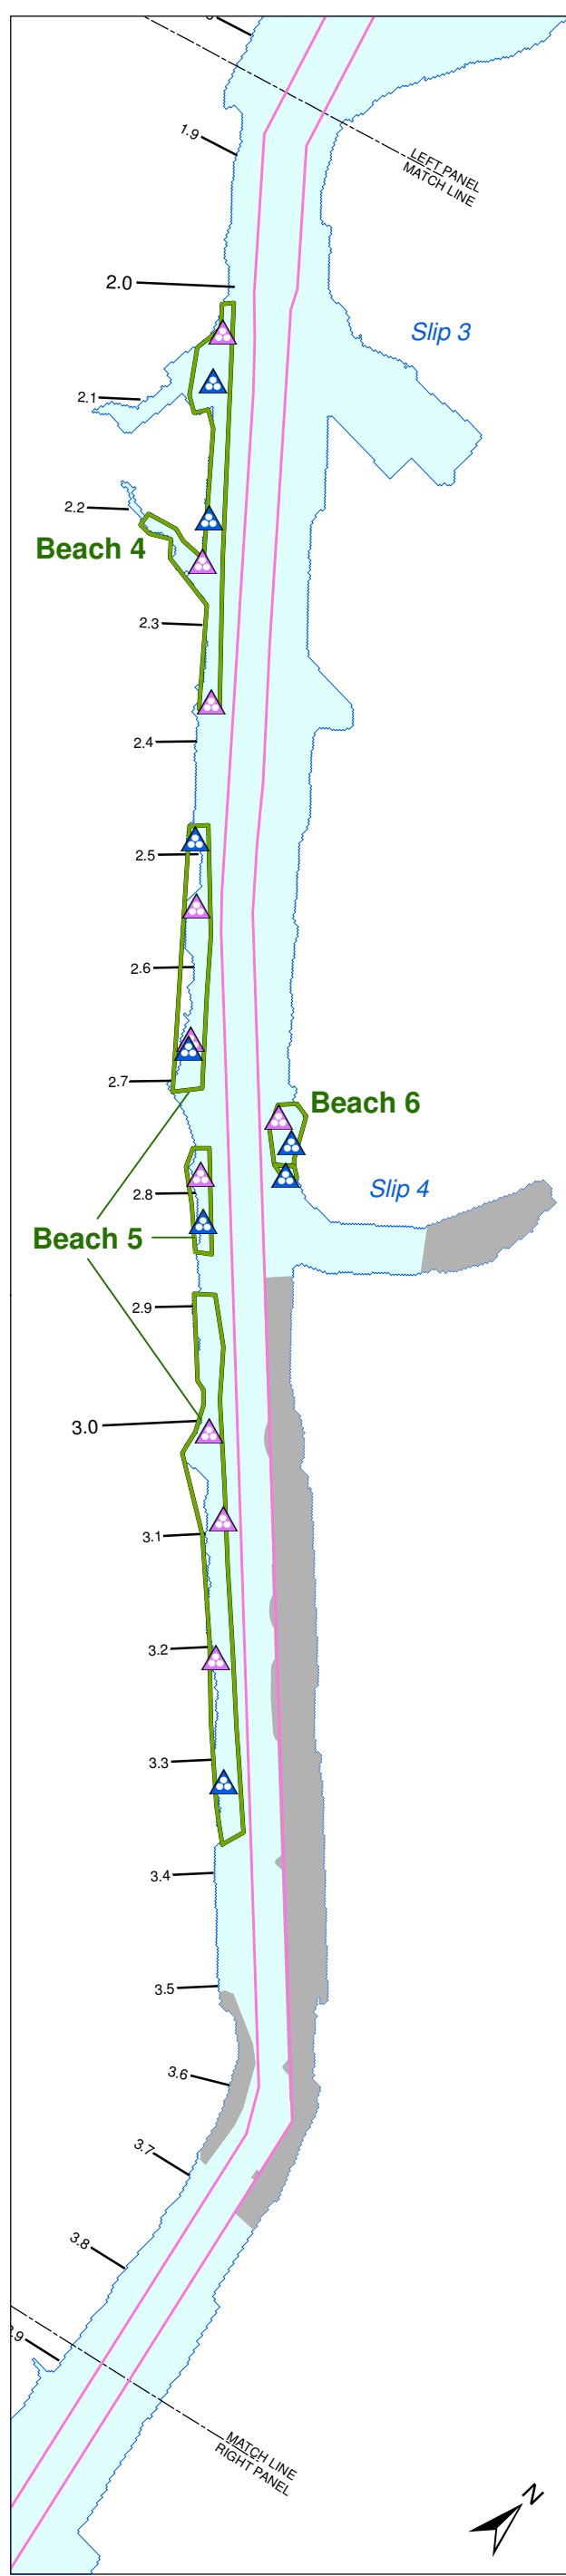 1.9
LEFT PANEL
MATCH LINE
2.0
Slip 3
2.1
2.2
Beach 4
2.3
2.4
2.5
2.6
2.7
Beach 6
Slip 4
2.8
Beach 5
2.9
3.0
3.1
3.2
3.3
3.4
3.5
3.6
3.7
3.8
.9
MATCH LINE
RIGHT PANEL
N